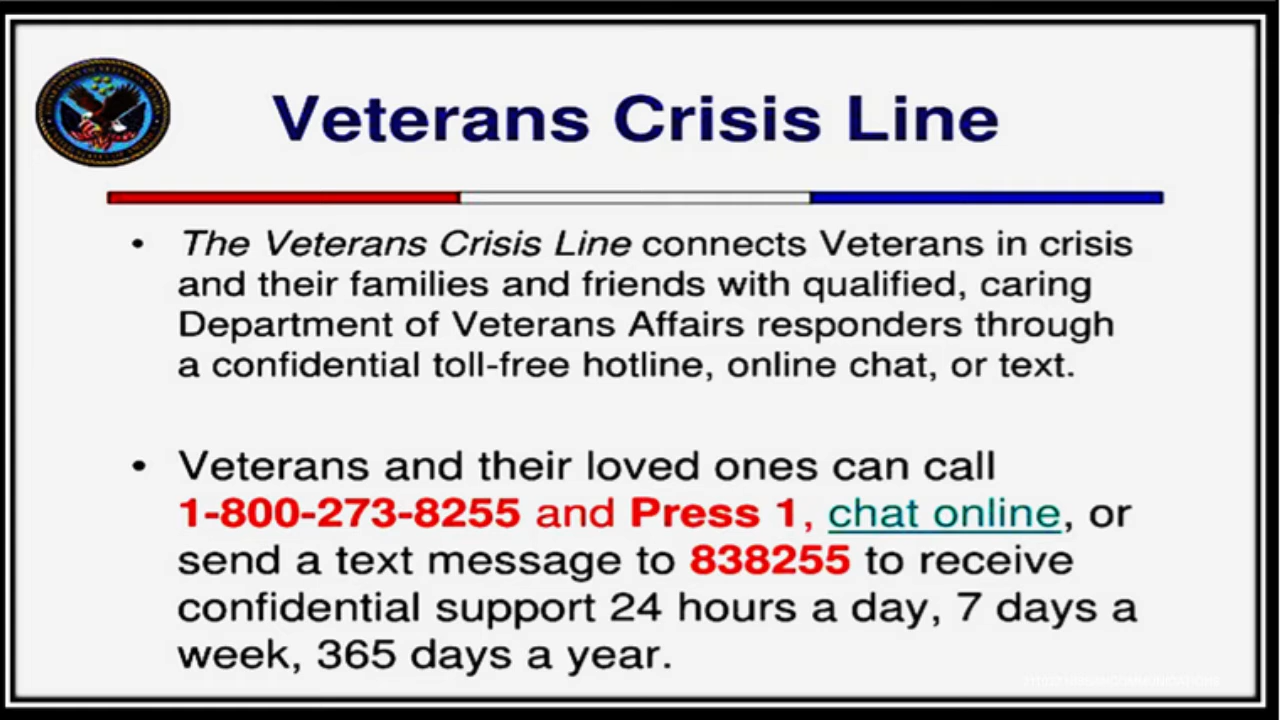 Veterans Crisis Line
• The Veterans Crisis Line connects Veterans in crisis
and their families and friends with qualified, caring
Department of Veterans Affairs responders through
a confidential toll-free hotline, online chat, or text.
• Veterans and their loved ones can call
1-800-273-8255 and Press 1, chat online, or
send a text message to 838255 to receive
confidential support 24 hours a day, 7 days a
week, 365 days a year.